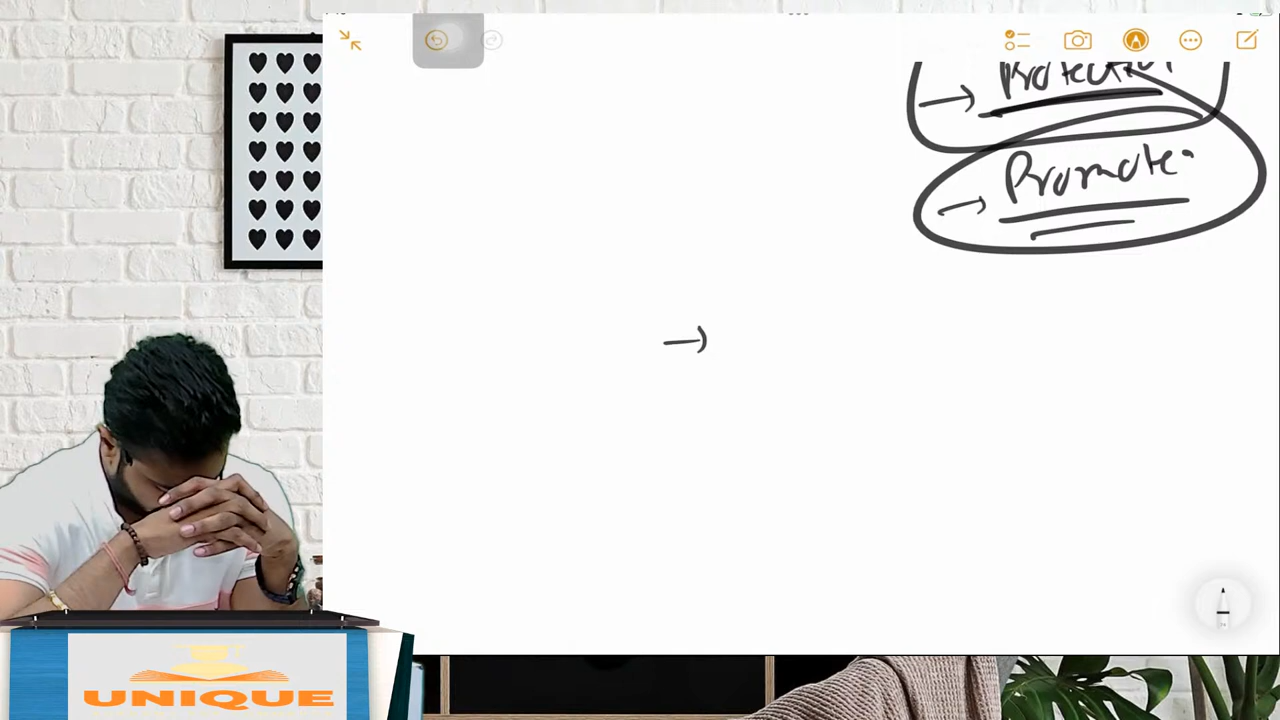 → Protection
→ Promote
→
UNIQUE